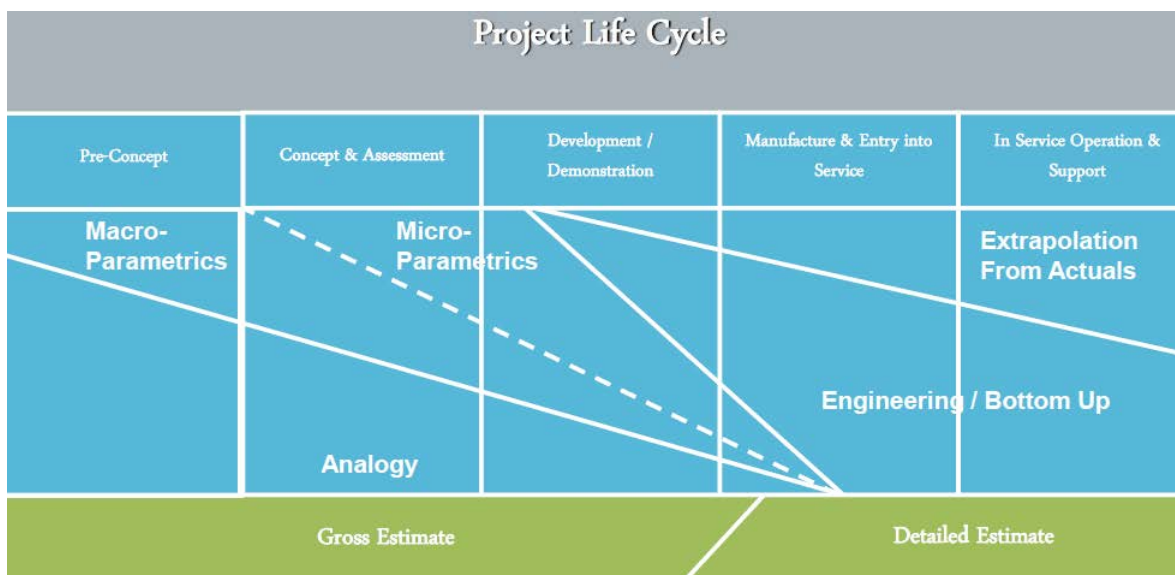 Project Life Cycle
Pre-Concept
Concept & Assessment
Development /
Demonstration
Manufacture & Entry into
Service
In Service Operation &
Support
Macro-
Parametrics
Micro-
Parametrics
Extrapolation
From Actuals
Engineering / Bottom Up
Analogy
Gross Estimate
Detailed Estimate